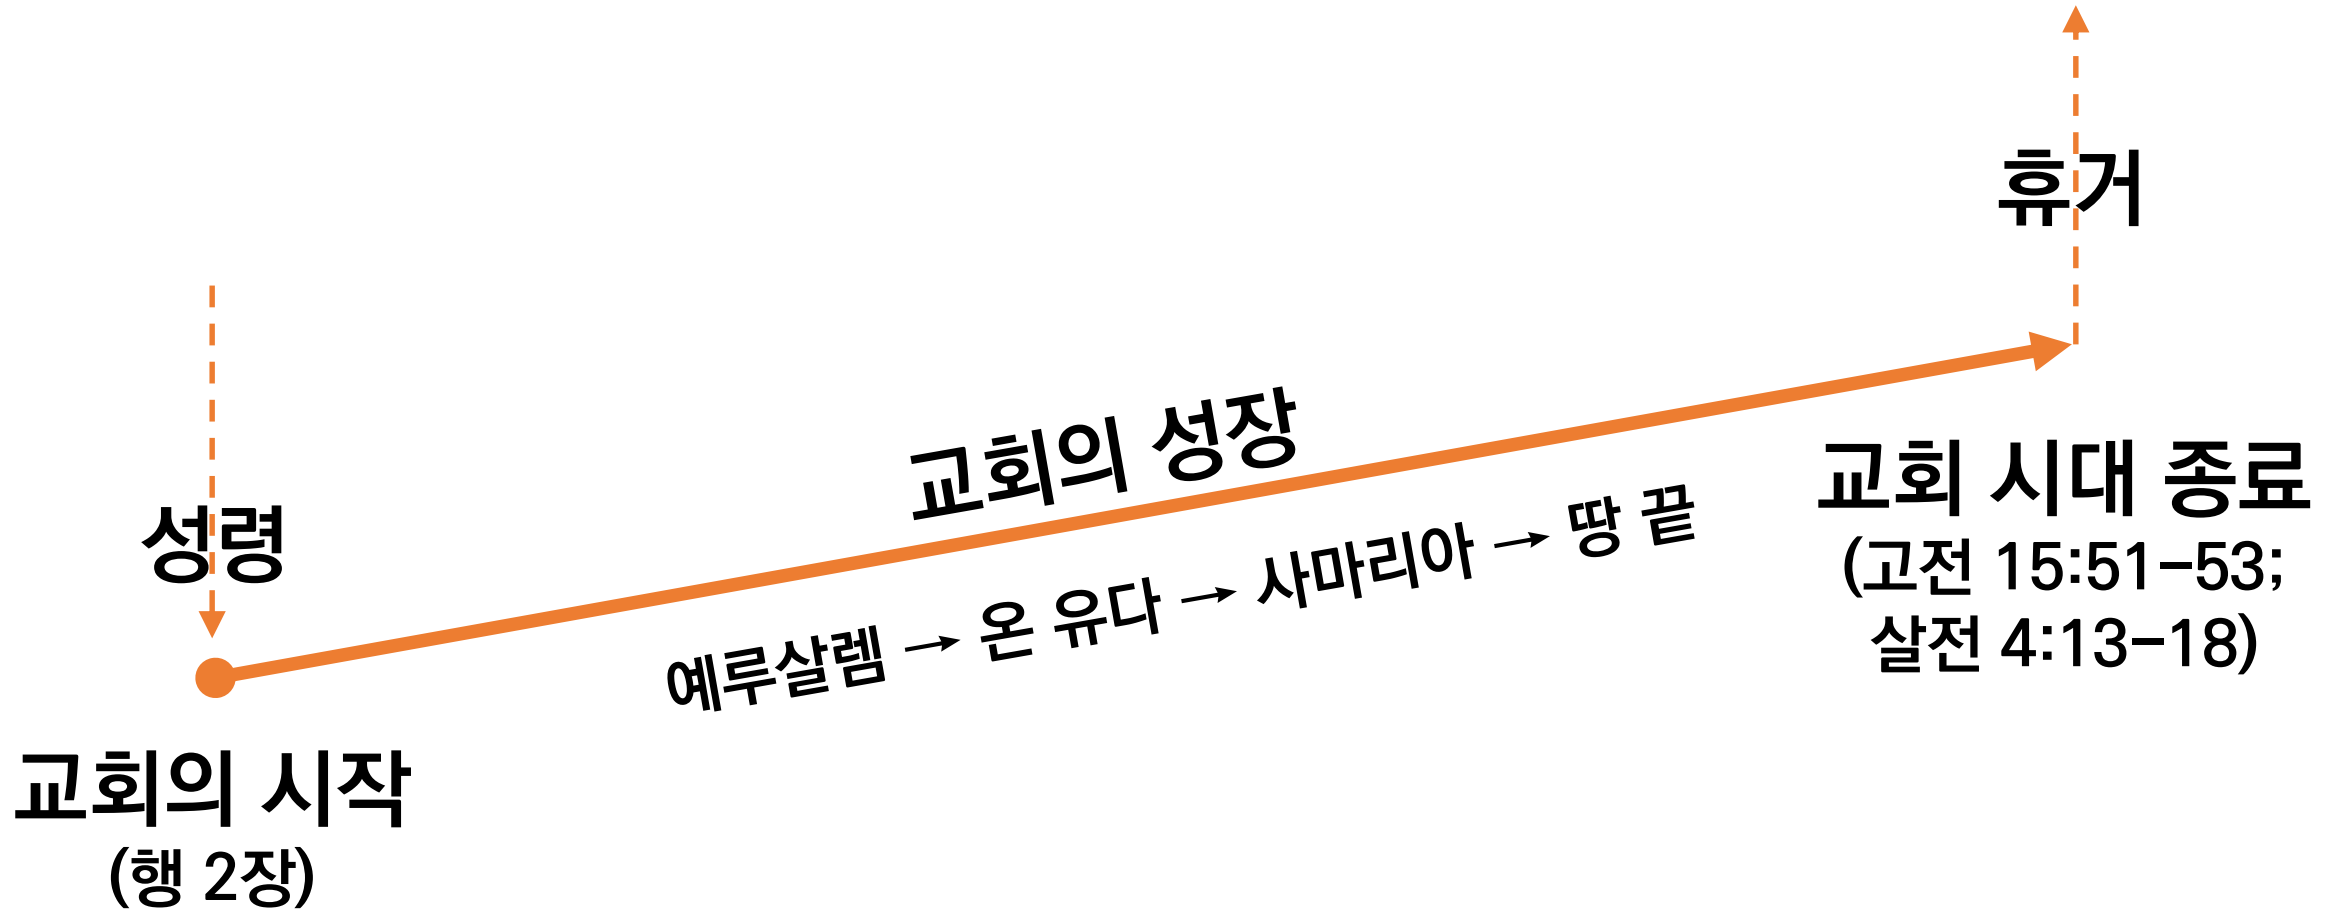 휴거
성령
교회의 성장
예루살렘 → 온 유다 → 사마리아 → 땅 끝
교회 시대 종료
(고전 15:51-53;
살전 4:13-18)
교회의 시작
(행 2장)